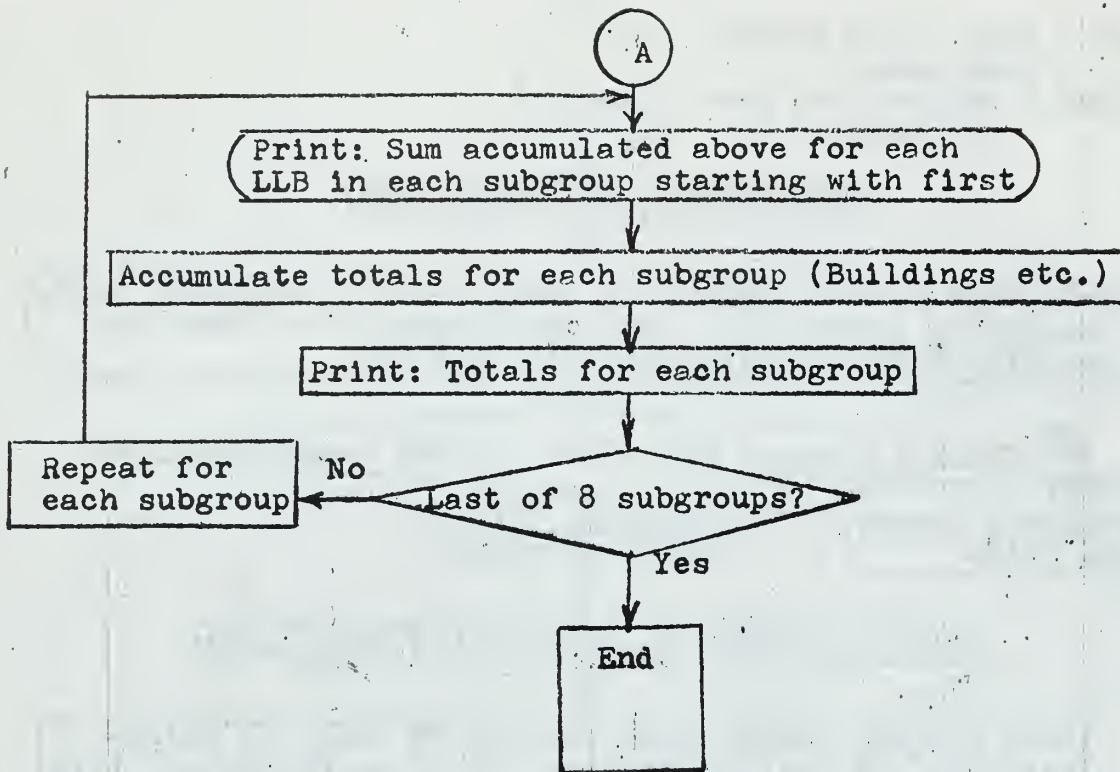 A
Print: Sum accumulated above for each
LLB in each subgroup starting with first
Accumulate totals for each subgroup (Buildings etc.)
Print: Totals for each subgroup
Repeat for
each subgroup
No
Last of 8 subgroups?
Yes
End